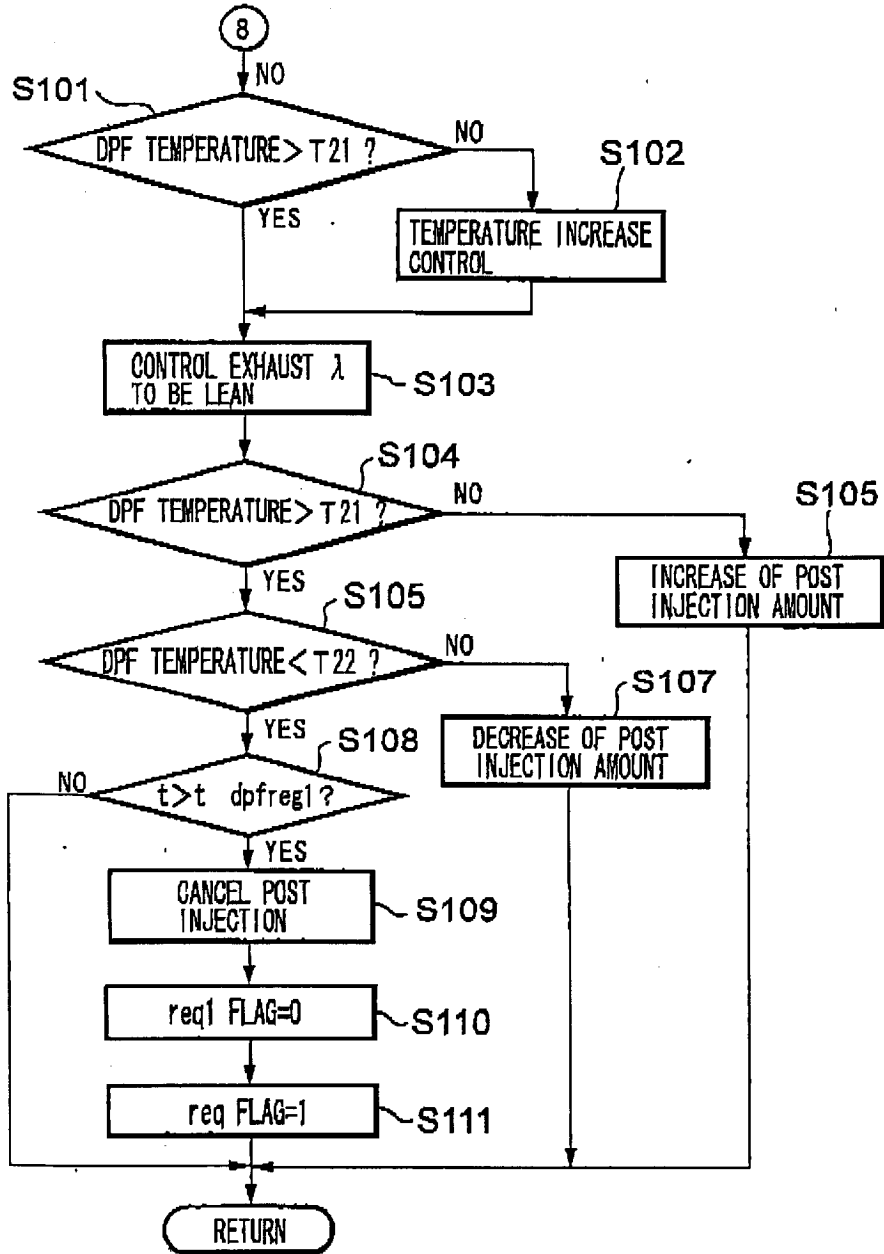 8
NO
S101
DPF TEMPERATURE>T21 ?
NO
S102
YES
TEMPERATURE INCREASE
CONTROL
CONTROL EXHAUST λ
TO BE LEAN
S103
S104
DPF TEMPERATURE>T21 ?
NO
S105
YES
INCREASE OF POST
INJECTION AMOUNT
S105
DPF TEMPERATURE<T22 ?
NO
S107
YES
DECREASE OF POST
INJECTION AMOUNT
S108
NO
t>t dpfreg1?
YES
CANCEL POST
INJECTION
S109
req1 FLAG=0
S110
req FLAG=1
S111
RETURN